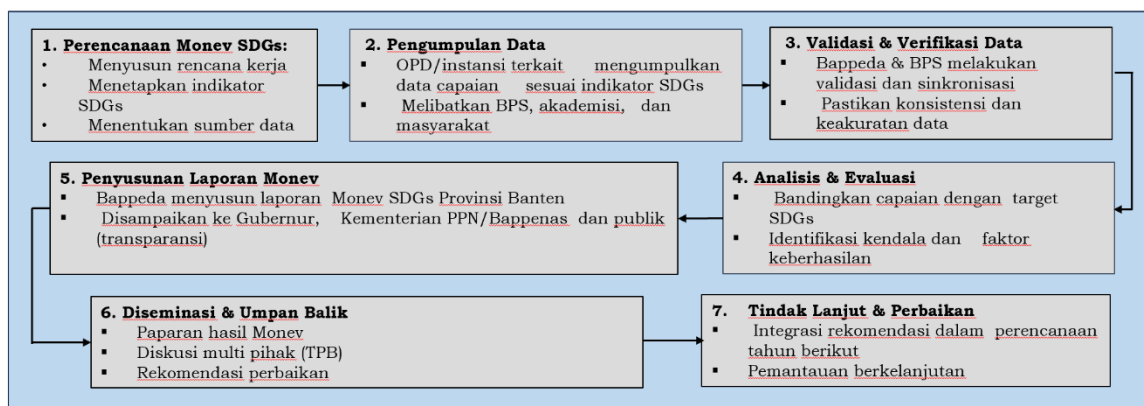 1. Perencanaan Monev SDGs:
• Menyusun rencana kerja
• Menetapkan indikator
SDGs
• Menentukan sumber data
2. Pengumpulan Data
▪ OPD/instansi terkait mengumpulkan
data capaian sesuai indikator SDGs
▪ Melibatkan BPS, akademisi, dan
masyarakat
3. Validasi & Verifikasi Data
▪ Bappeda & BPS melakukan
validasi dan sinkronisasi
▪ Pastikan konsistensi dan
keakuratan data
4. Analisis & Evaluasi
▪ Bandingkan capaian dengan target
SDGs
▪ Identifikasi kendala dan faktor
keberhasilan
5. Penyusunan Laporan Monev
▪ Bappeda menyusun laporan Monev SDGs Provinsi Banten
▪ Disampaikan ke Gubernur, Kementerian PPN/Bappenas dan publik
(transparansi)
6. Diseminasi & Umpan Balik
▪ Paparan hasil Monev
▪ Diskusi multi pihak (TPB)
▪ Rekomendasi perbaikan
7. Tindak Lanjut & Perbaikan
▪ Integrasi rekomendasi dalam perencanaan
tahun berikut
▪ Pemantauan berkelanjutan